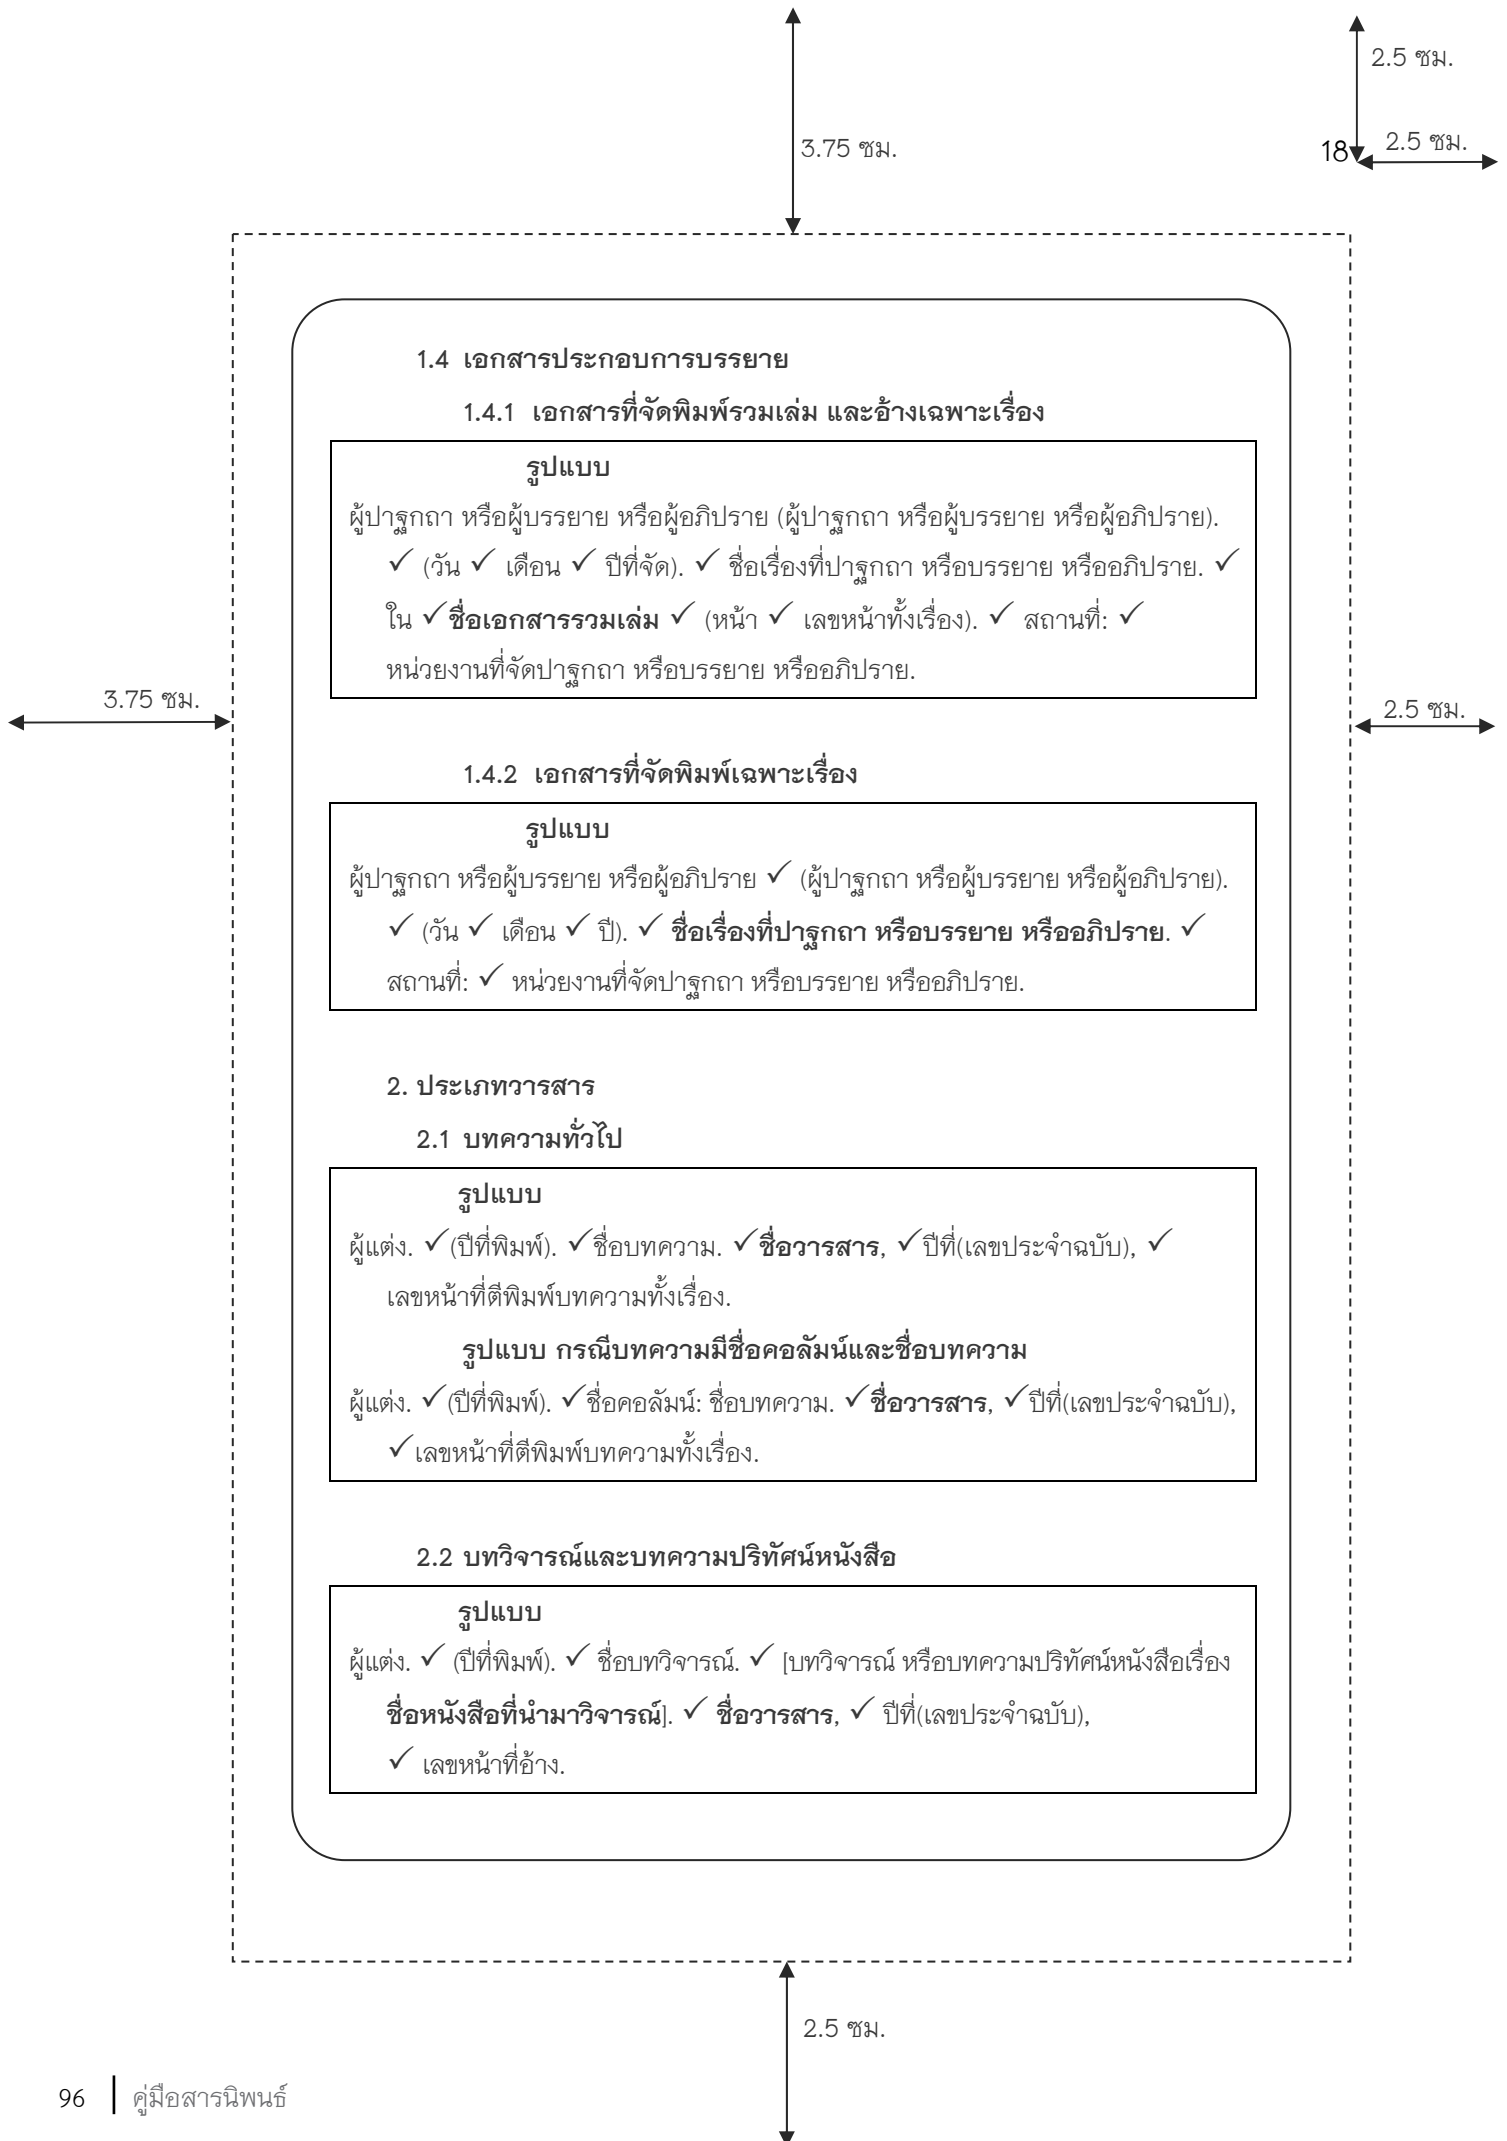 2.5 ซม.
3.75 ซม.
18
2.5 ซม.
1.4 เอกสารประกอบการบรรยาย
1.4.1 เอกสารที่จัดพิมพ์รวมเล่ม และอ้างเฉพาะเรื่อง
รูปแบบ
ผู้ปาฐกถา หรือผู้บรรยาย หรือผู้อภิปราย (ผู้ปาฐกถา หรือผู้บรรยาย หรือผู้อภิปราย).
✓ (วัน ✓ เดือน ✓ ปีที่จัด). ✓ ชื่อเรื่องที่ปาฐกถา หรือบรรยาย หรืออภิปราย. ✓
ใน ✓ชื่อเอกสารรวมเล่ม ✓ (หน้า ✓ เลขหน้าทั้งเรื่อง). ✓ สถานที่: ✓
หน่วยงานที่จัดปาฐกถา หรือบรรยาย หรืออภิปราย.
3.75 ซม.
2.5 ซม.
1.4.2 เอกสารที่จัดพิมพ์เฉพาะเรื่อง
รูปแบบ
ผู้ปาฐกถา หรือผู้บรรยาย หรือผู้อภิปราย ✓ (ผู้ปาฐกถา หรือผู้บรรยาย หรือผู้อภิปราย).
✓ (วัน ✓ เดือน ✓ ปี). ✓ ชื่อเรื่องที่ปาฐกถา หรือบรรยาย หรืออภิปราย. ✓
สถานที่: ✓ หน่วยงานที่จัดปาฐกถา หรือบรรยาย หรืออภิปราย.
2. ประเภทวารสาร
2.1 บทความทั่วไป
รูปแบบ
ผู้แต่ง. ✓(ปีที่พิมพ์). ✓ชื่อบทความ. ✓ชื่อวารสาร, ✓ปีที่(เลขประจำฉบับ), ✓
เลขหน้าที่ตีพิมพ์บทความทั้งเรื่อง.
รูปแบบ กรณีบทความมีชื่อคอลัมน์และชื่อบทความ
ผู้แต่ง. ✓(ปีที่พิมพ์). ✓ชื่อคอลัมน์: ชื่อบทความ. ✓ชื่อวารสาร, ✓ปีที่(เลขประจำฉบับ),
✓เลขหน้าที่ตีพิมพ์บทความทั้งเรื่อง.
2.2 บทวิจารณ์และบทความปริทัศน์หนังสือ
รูปแบบ
ผู้แต่ง. ✓ (ปีที่พิมพ์). ✓ ชื่อบทวิจารณ์. ✓ [บทวิจารณ์ หรือบทความปริทัศน์หนังสือเรื่อง
ชื่อหนังสือที่นำมาวิจารณ์]. ✓ ชื่อวารสาร, ✓ ปีที่(เลขประจำฉบับ),
✓ เลขหน้าที่อ้าง.
2.5 ซม.
96 | คู่มือสารนิพนธ์